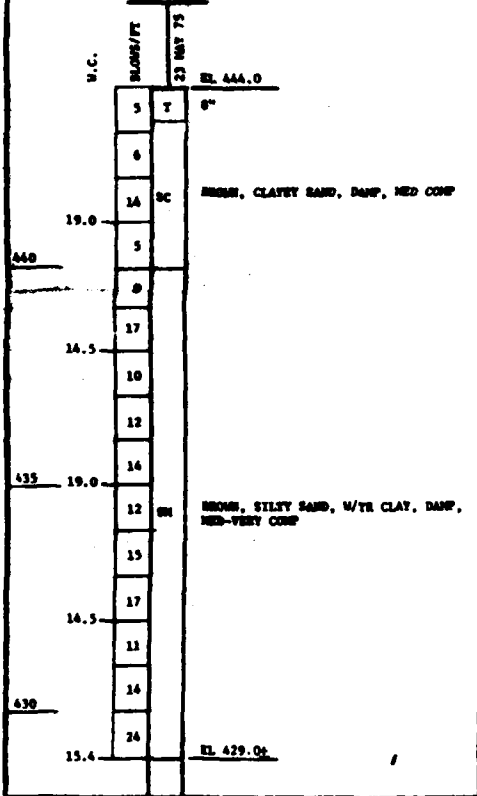 W.C.
BLOWS/FT
23 MAY 75
EL 444.0
5 T 8"
6
14 SC BROWN, CLAYEY SAND, DAMP, MED COMP
19.0
5
440
17
14.5
10
12
14
435 19.0
12 SM BROWN, SILTY SAND, W/TR CLAY, DAMP,
MED-VERY COMP
15
17
14.5
11
14
430
24
15.4 EL 429.0±